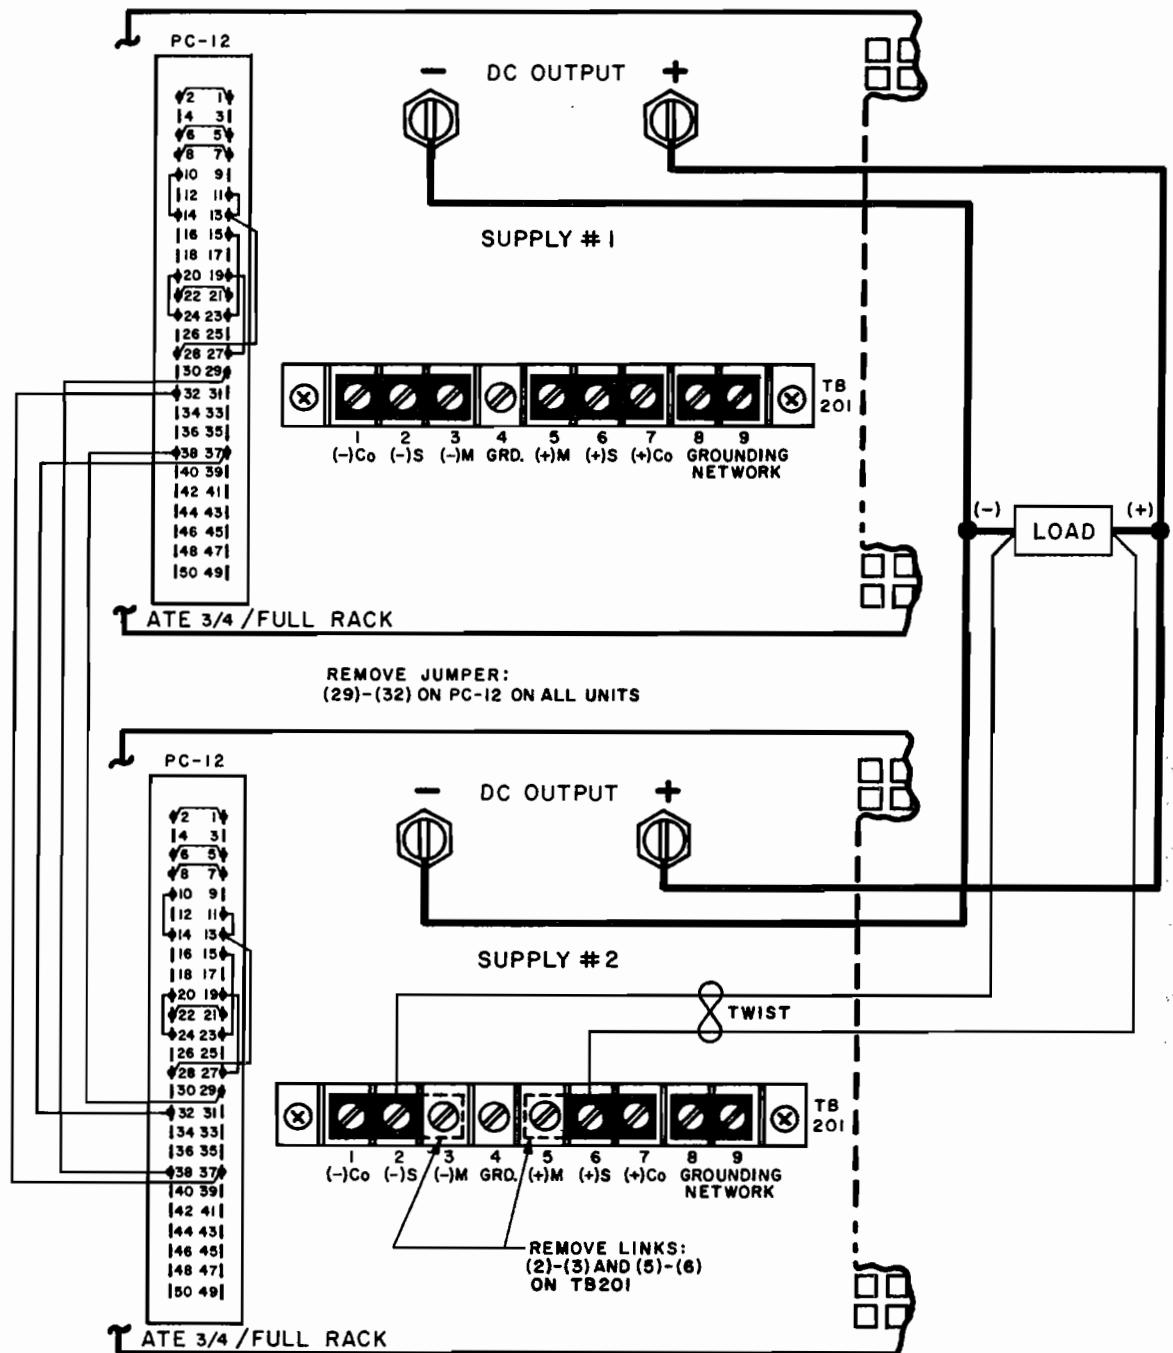 PC-12
− DC OUTPUT +
2 1
4 3
6 5
8 7
10 9
12 11
14 13
16 15
18 17
20 19
22 21
24 23
26 25
28 27
30 29
32 31
34 33
36 35
38 37
40 39
42 41
44 43
46 45
48 47
50 49
SUPPLY #1
TB
201
1 2 3 4 5 6 7 8 9
(-)Co (-)S (-)M GRD. (+)M (+)S (+)Co GROUNDING
NETWORK
(-) LOAD (+)
ATE 3/4 /FULL RACK
REMOVE JUMPER:
(29)-(32) ON PC-12 ON ALL UNITS
PC-12
− DC OUTPUT +
2 1
4 3
6 5
8 7
10 9
12 11
14 13
16 15
18 17
20 19
22 21
24 23
26 25
28 27
30 29
32 31
34 33
36 35
38 37
40 39
42 41
44 43
46 45
48 47
50 49
SUPPLY #2
TWIST
TB
201
1 2 3 4 5 6 7 8 9
(-)Co (-)S (-)M GRD. (+)M (+)S (+)Co GROUNDING
NETWORK
REMOVE LINKS:
(2)-(3) AND (5)-(6)
ON TB201
ATE 3/4 /FULL RACK